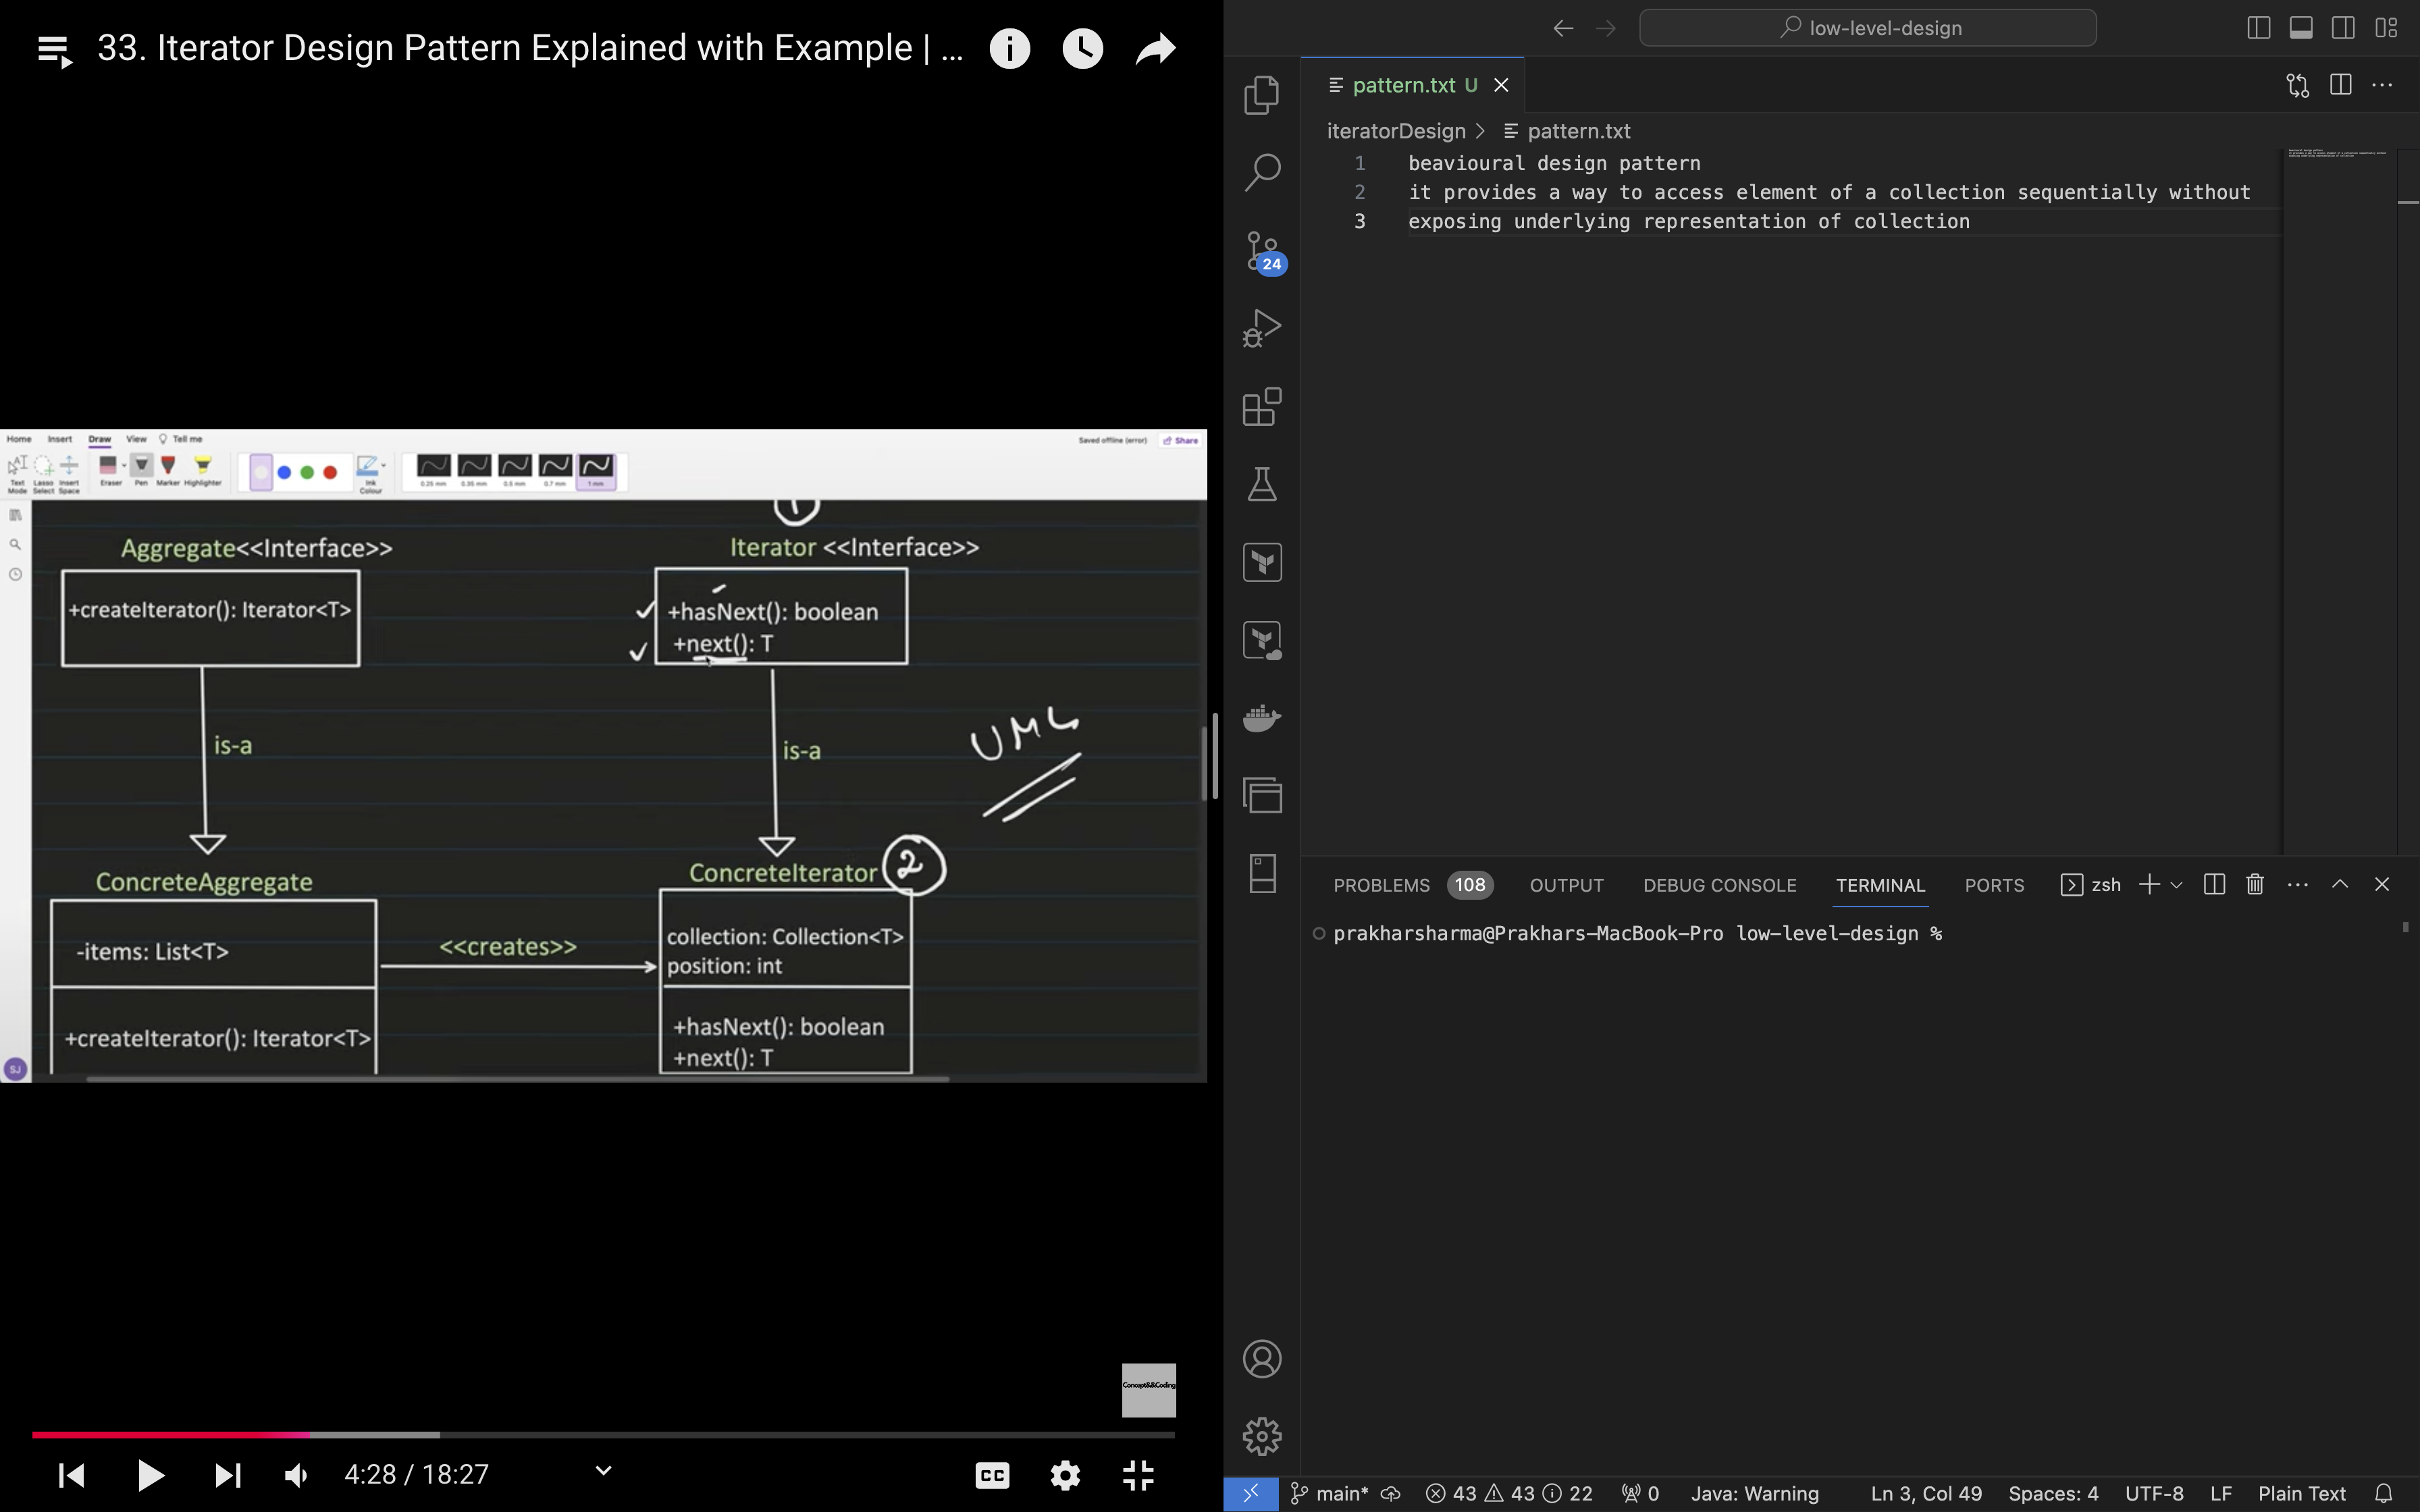 33. Iterator Design Pattern Explained with Example | ...
Home Insert Draw View Tell me
Saved offline (error) Share
Text Mode Lasso Select Insert Space Eraser Pen Marker Highlighter Ink Colour 0.25 mm 0.35 mm 0.5 mm 0.7 mm 1 mm
1
Aggregate<<Interface>>
+createIterator(): Iterator<T>
Iterator <<Interface>>
+hasNext(): boolean
+next(): T
is-a
is-a
UML
ConcreteAggregate
-items: List<T>
+createIterator(): Iterator<T>
<<creates>>
ConcreteIterator 2
collection: Collection<T>
position: int
+hasNext(): boolean
+next(): T
SJ
Concept&&Coding
4:28 / 18:27
CC
low-level-design
pattern.txt U
iteratorDesign > pattern.txt
1 beavioural design pattern
2 it provides a way to access element of a collection sequentially without
3 exposing underlying representation of collection
24
PROBLEMS 108 OUTPUT DEBUG CONSOLE TERMINAL PORTS zsh
prakharsharma@Prakhars-MacBook-Pro low-level-design %
main* 43 43 22 0 Java: Warning Ln 3, Col 49 Spaces: 4 UTF-8 LF Plain Text